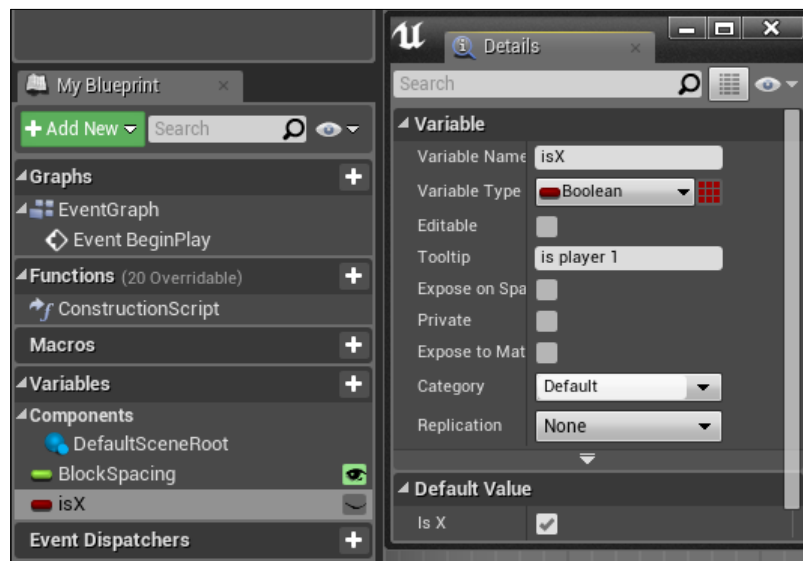 My Blueprint
Add New
Search
Graphs
EventGraph
Event BeginPlay
Functions (20 Overridable)
ConstructionScript
Macros
Variables
Components
DefaultSceneRoot
BlockSpacing
isX
Event Dispatchers
Details
Search
Variable
Variable Name isX
Variable Type Boolean
Editable
Tooltip is player 1
Expose on Spa
Private
Expose to Mat
Category Default
Replication None
Default Value
Is X